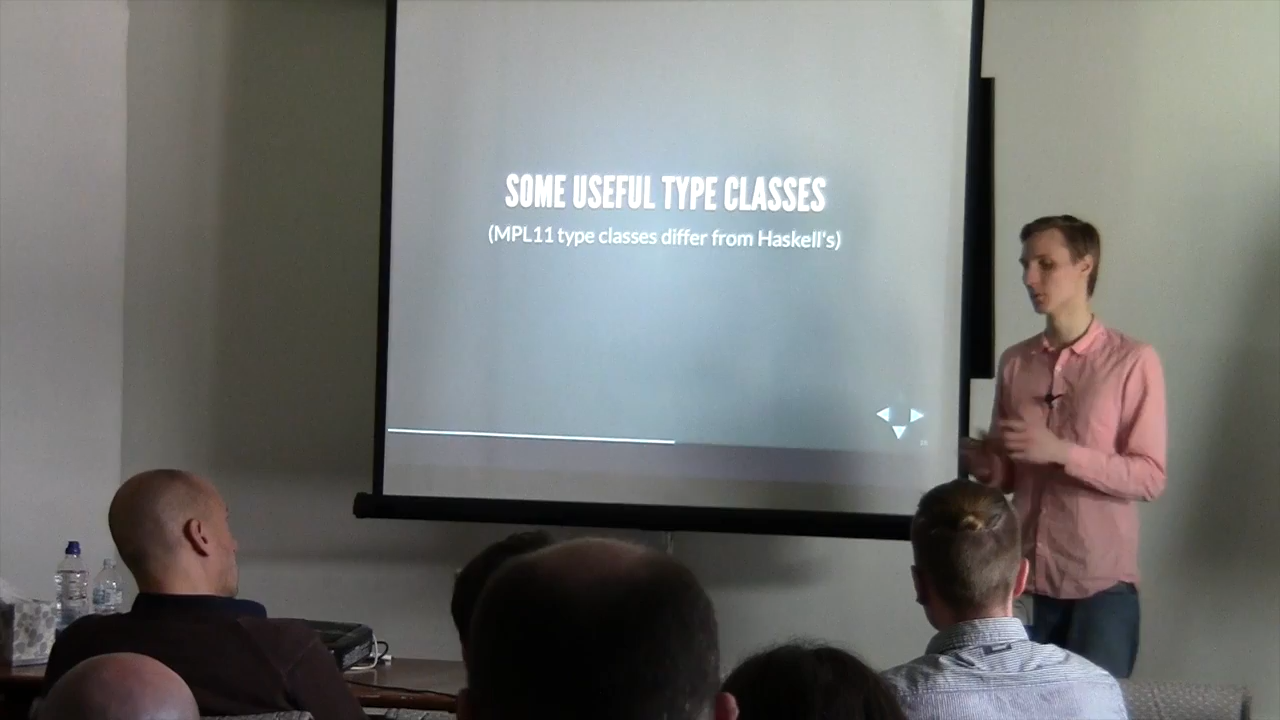 SOME USEFUL TYPE CLASSES
(MPL11 type classes differ from Haskell's)